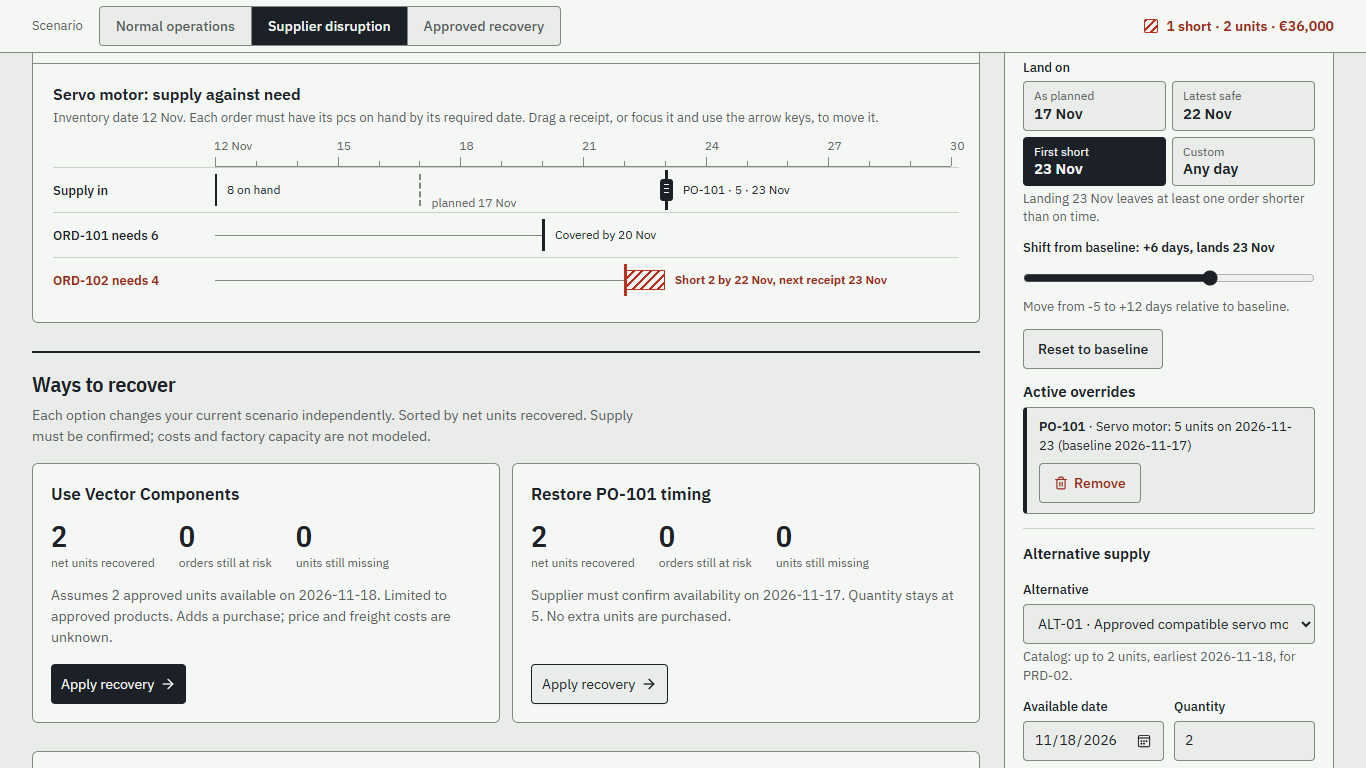 Scenario
Normal operations
Supplier disruption
Approved recovery
1 short · 2 units · €36,000
Servo motor: supply against need
Inventory date 12 Nov. Each order must have its pcs on hand by its required date. Drag a receipt, or focus it and use the arrow keys, to move it.
12 Nov 15 18 21 24 27 30
Supply in
8 on hand
planned 17 Nov
PO-101 · 5 · 23 Nov
ORD-101 needs 6
Covered by 20 Nov
ORD-102 needs 4
Short 2 by 22 Nov, next receipt 23 Nov
Ways to recover
Each option changes your current scenario independently. Sorted by net units recovered. Supply
must be confirmed; costs and factory capacity are not modeled.
Use Vector Components
2 0 0
net units recovered orders still at risk units still missing
Assumes 2 approved units available on 2026-11-18. Limited to
approved products. Adds a purchase; price and freight costs are
unknown.
Apply recovery
Restore PO-101 timing
2 0 0
net units recovered orders still at risk units still missing
Supplier must confirm availability on 2026-11-17. Quantity stays at
5. No extra units are purchased.
Apply recovery
Land on
As planned
17 Nov
Latest safe
22 Nov
First short
23 Nov
Custom
Any day
Landing 23 Nov leaves at least one order shorter
than on time.
Shift from baseline: +6 days, lands 23 Nov
Move from -5 to +12 days relative to baseline.
Reset to baseline
Active overrides
PO-101 · Servo motor: 5 units on 2026-11-
23 (baseline 2026-11-17)
Remove
Alternative supply
Alternative
ALT-01 · Approved compatible servo mc
Catalog: up to 2 units, earliest 2026-11-18, for
PRD-02.
Available date
11/18/2026
Quantity
2